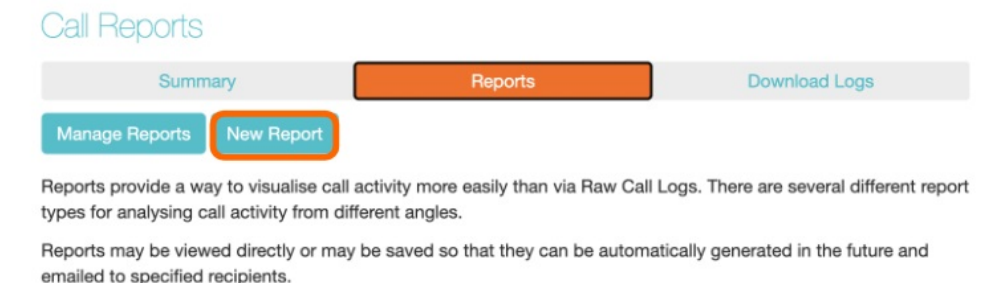 Call Reports
Summary Reports Download Logs
Manage Reports New Report
Reports provide a way to visualise call activity more easily than via Raw Call Logs. There are several different report
types for analysing call activity from different angles.
Reports may be viewed directly or may be saved so that they can be automatically generated in the future and
emailed to specified recipients.